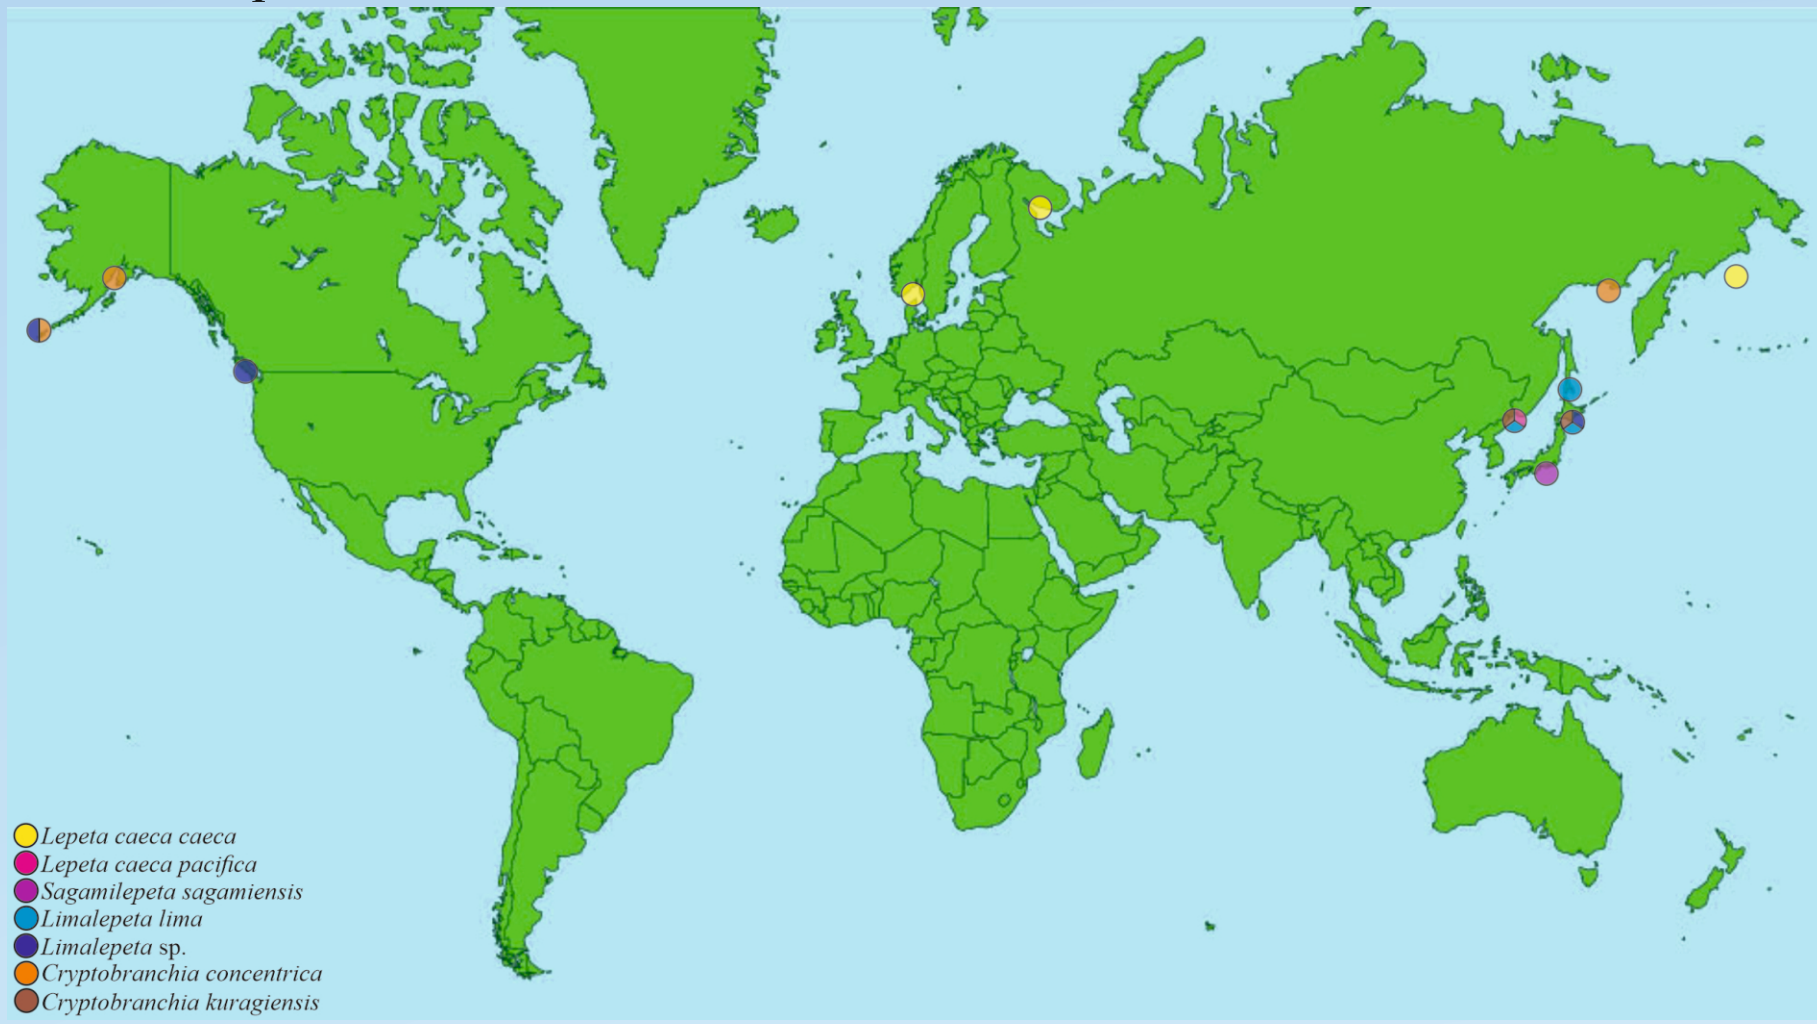 Lepeta caeca caeca
Lepeta caeca pacifica
Sagamilepeta sagamiensis
Limalepeta lima
Limalepeta sp.
Cryptobranchia concentrica
Cryptobranchia kuragiensis